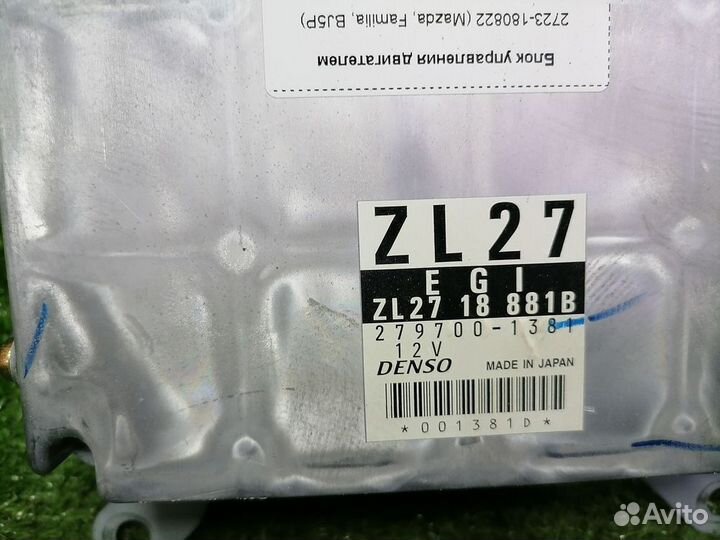 Блок управления двигателем
2723-180822 (Mazda, Familia, BJ5P)
ZL27
EGI
ZL27 18 881B
279700-1381
12V
DENSO MADE IN JAPAN
*001381D*
Avito